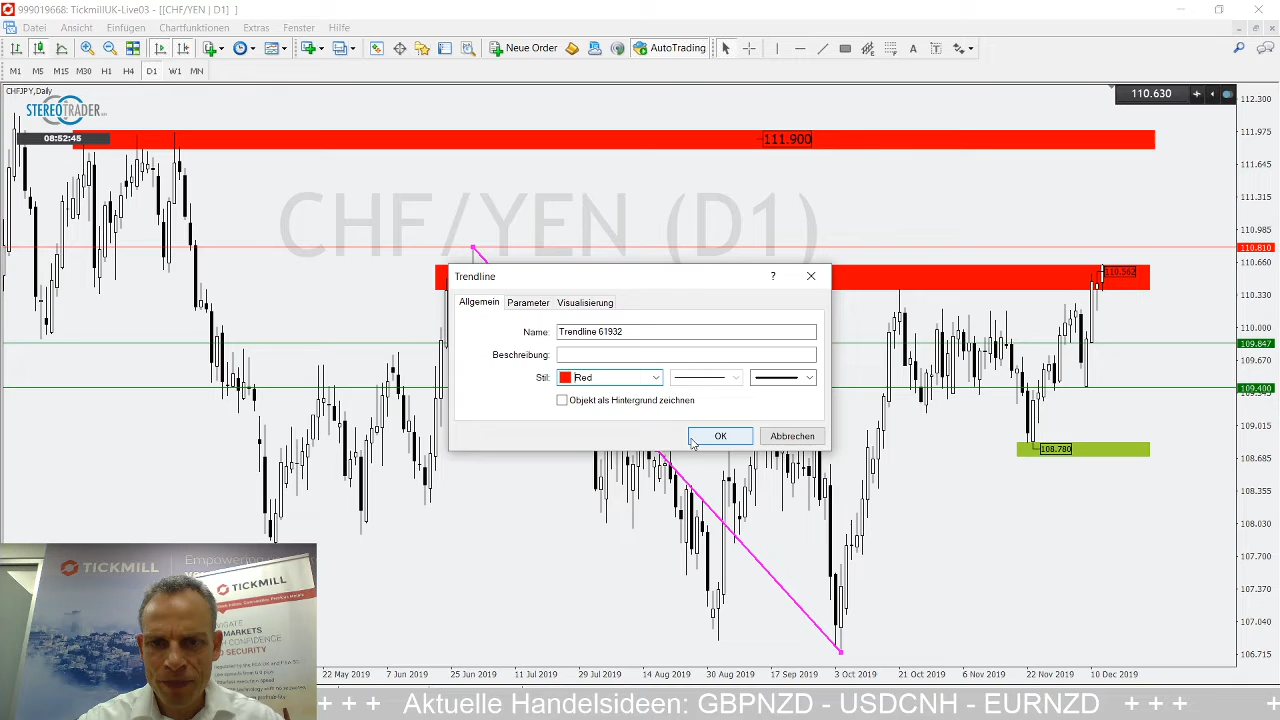 999019668: TickmillUK-Live03 - [[CHF/YEN | D1] ]
Datei Ansicht Einfügen Chartfunktionen Extras Fenster Hilfe
New Order AutoTrading
M1 M5 M15 M30 H1 H4 D1 W1 MN
CHFJPY,Daily
STEREOTRADER
08:52:45
110.630
111.900
CHF/YEN (D1)
110.562
108.780
112.300
111.975
111.645
111.315
110.985
110.810
110.660
110.330
110.000
109.847
109.670
109.400
109.015
108.685
108.355
107.700
107.370
107.040
106.715
Trendline
Allgemein Parameter Visualisierung
Name: Trendline 61932
Beschreibung:
Stil: Red
Objekt als Hintergrund zeichnen
OK Abbrechen
22 May 2019 7 Jun 2019 25 Jun 2019 11 Jul 2019 29 Jul 2019 14 Aug 2019 30 Aug 2019 17 Sep 2019 3 Oct 2019 21 Oct 2019 6 Nov 2019 22 Nov 2019 10 Dec 2019
TICKMILL
Empowering
TICKMILL
NAVIGATE
MARKETS
CONFIDENCE
SECURITY
+ + + Aktuelle Handelsideen: GBPNZD - USDCNH - EURNZD + + +